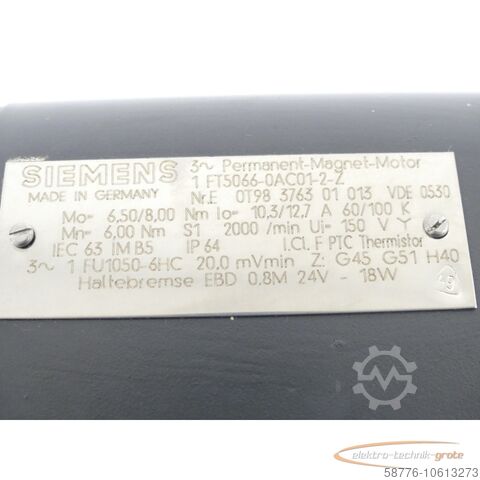 SIEMENS 3~ Permanent-Magnet-Motor
MADE IN GERMANY 1 FT5066-0AC01-2-Z
Nr.E 0T98 3763 01 013 VDE 0530
Mo= 6,50/8,00 Nm Io= 10,3/12,7 A 60/100 K
Mn= 6,00 Nm S1 2000 /min Ui= 150 V Y
IEC 63 IM B5 IP 64 I.CL F PTC Thermistor
3~ 1 FU1050-6HC 20.0 mVmin Z: G45 G51 H40
Haltebremse EBD 0.8M 24V - 18W
MACHINIO
elektro-technik-grote
58776-10613273